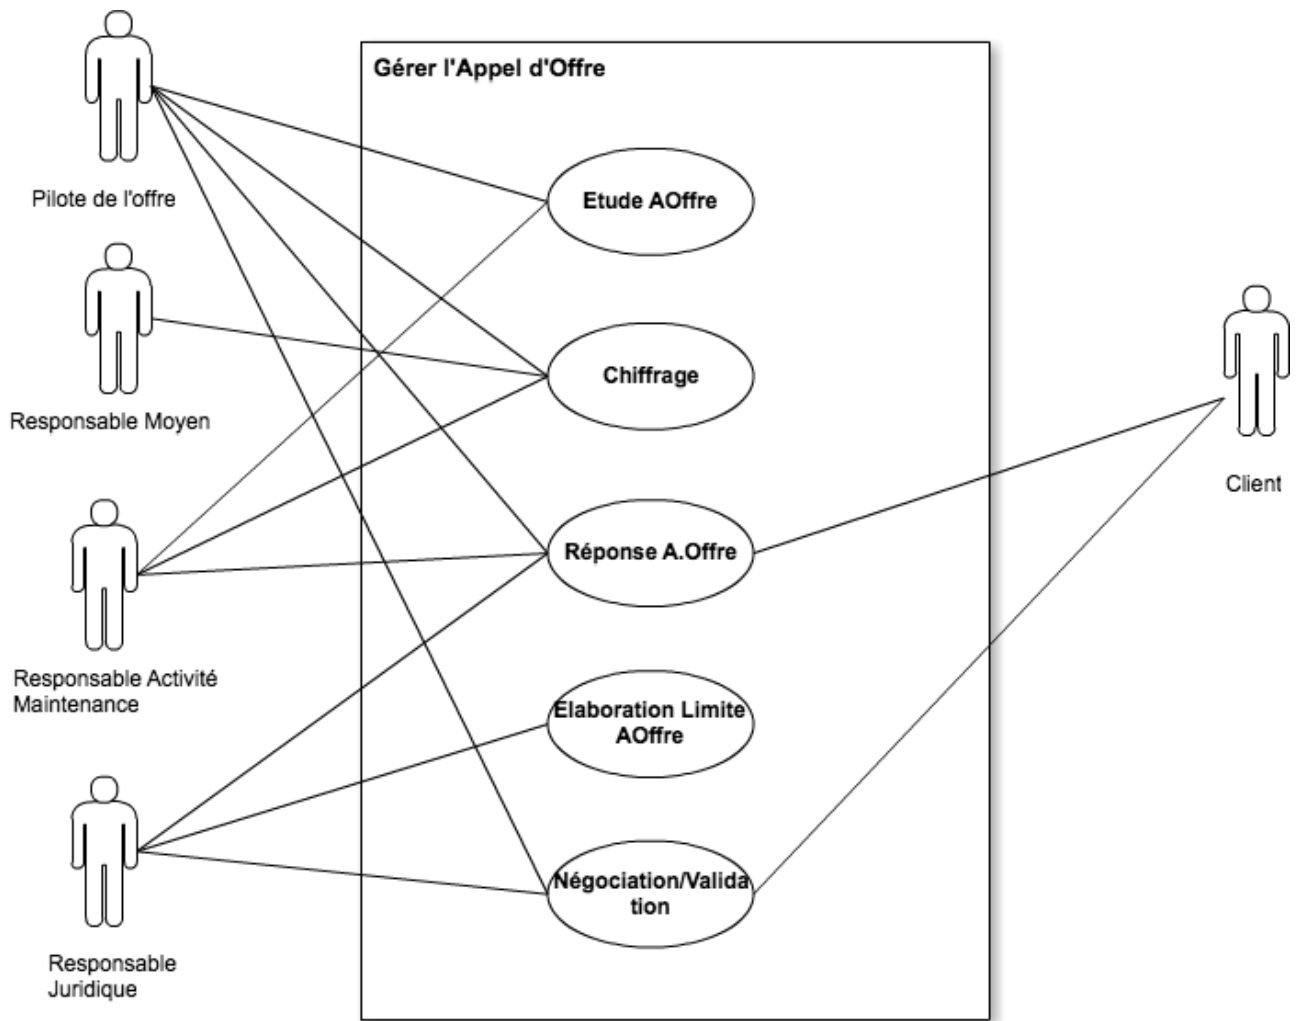 Gérer l'Appel d'Offre
Pilote de l'offre
Etude AOffre
Responsable Moyen
Chiffrage
Client
Réponse A.Offre
Responsable Activité
Maintenance
Elaboration Limite
AOffre
Négociation/Valida
tion
Responsable
Juridique